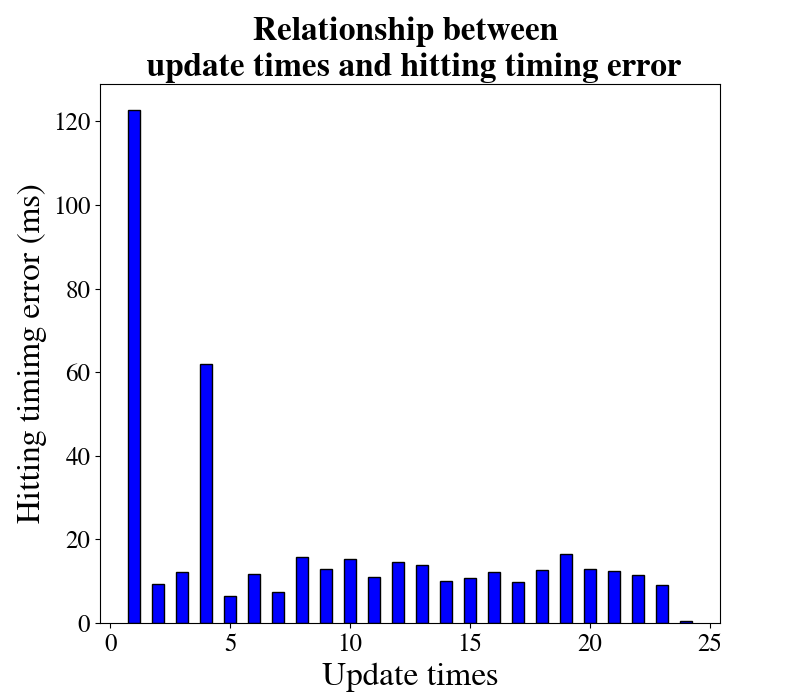 Relationship between
update times and hitting timing error
Hitting timimg error (ms)
120
100
80
60
40
20
0
0 5 10 15 20 25
Update times